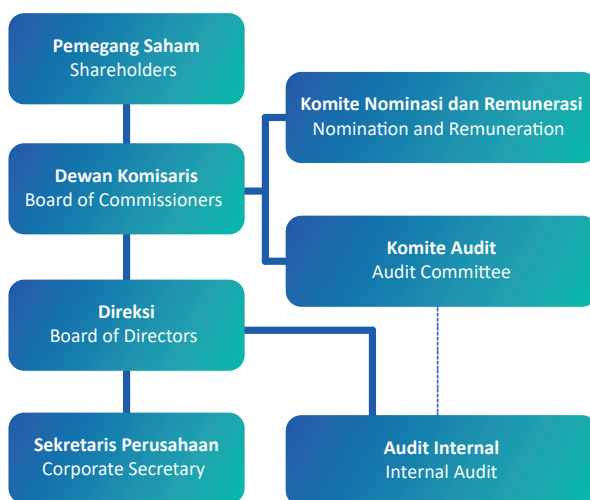 Pemegang Saham
Shareholders
Komite Nominasi dan Remunerasi
Nomination and Remuneration
Dewan Komisaris
Board of Commissioners
Komite Audit
Audit Committee
Direksi
Board of Directors
Sekretaris Perusahaan
Corporate Secretary
Audit Internal
Internal Audit